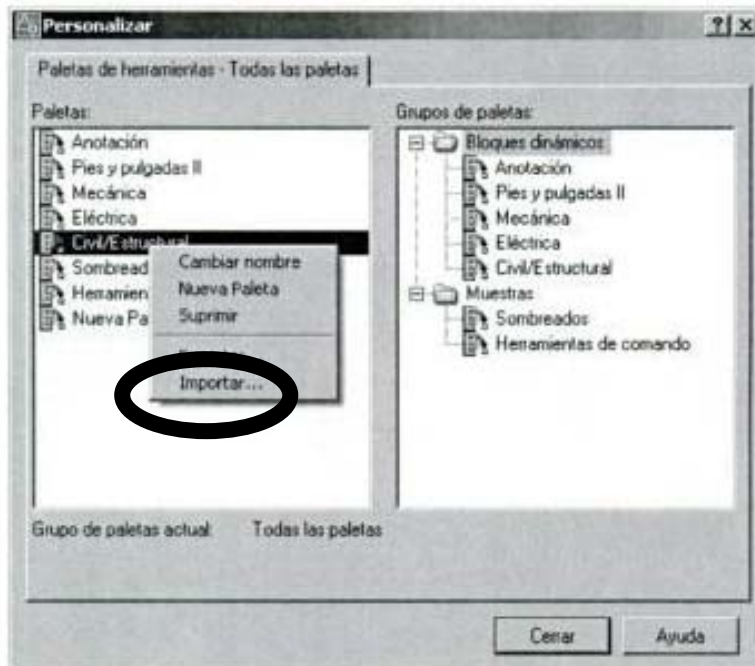 Personalizar
Paletas de herramientas - Todas las paletas
Paletas:
Anotación
Pies y pulgadas II
Mecánica
Eléctrica
Civil/Estructural
Sombread
Herramien
Nueva Pa
Cambiar nombre
Nueva Paleta
Suprimir
Importar...
Grupos de paletas:
Bloques dinámicos
Anotación
Pies y pulgadas II
Mecánica
Eléctrica
Civil/Estructural
Muestras
Sombreados
Herramientas de comando
Grupo de paletas actual: Todas las paletas
Cerrar
Ayuda